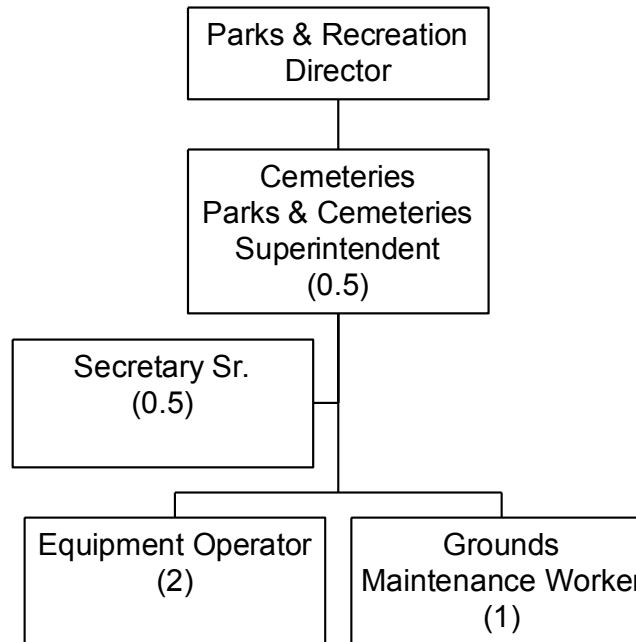 Parks & Recreation
Director
Cemeteries
Parks & Cemeteries
Superintendent
(0.5)
Secretary Sr.
(0.5)
Equipment Operator
(2)
Grounds
Maintenance Worker
(1)